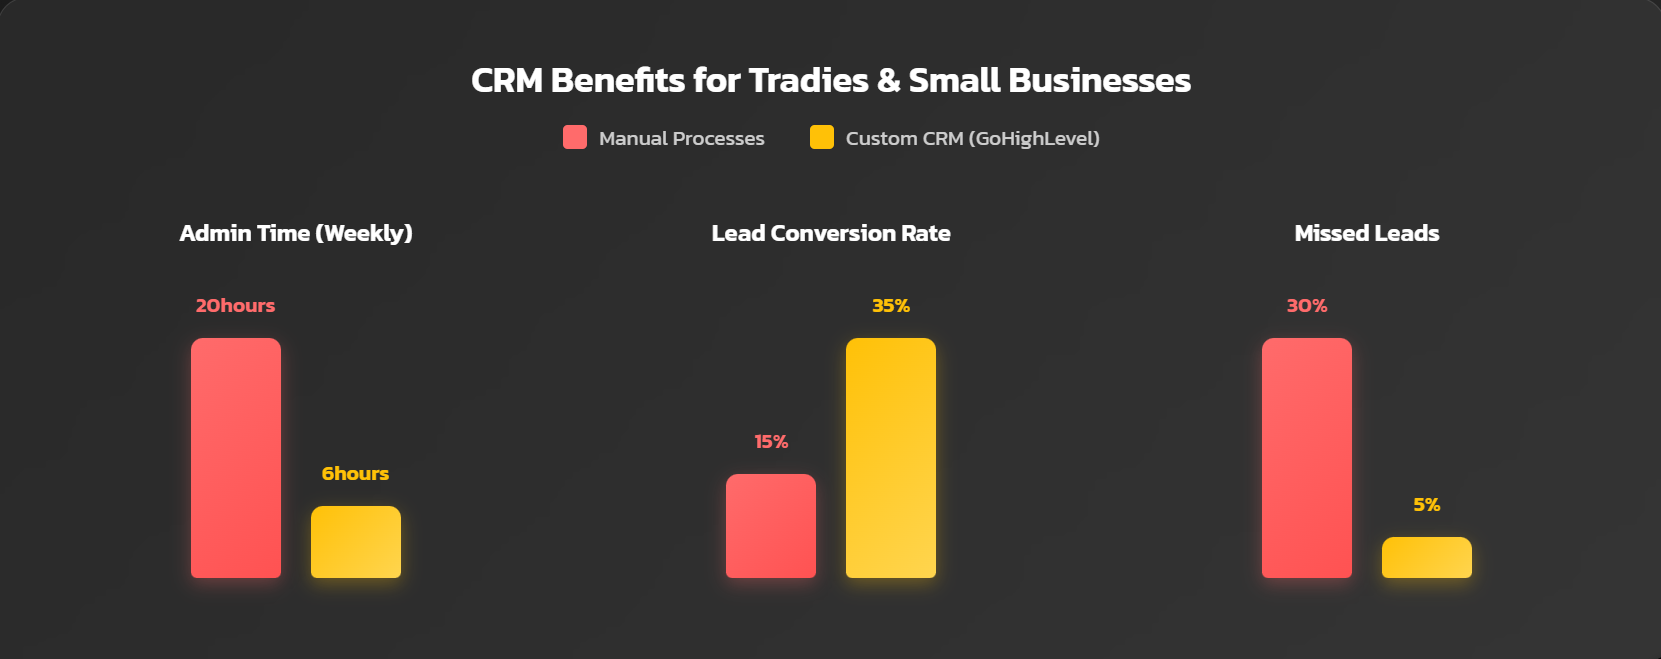 CRM Benefits for Tradies & Small Businesses
Manual Processes
Custom CRM (GoHighLevel)
Admin Time (Weekly)
20hours
6hours
Lead Conversion Rate
15%
35%
Missed Leads
30%
5%